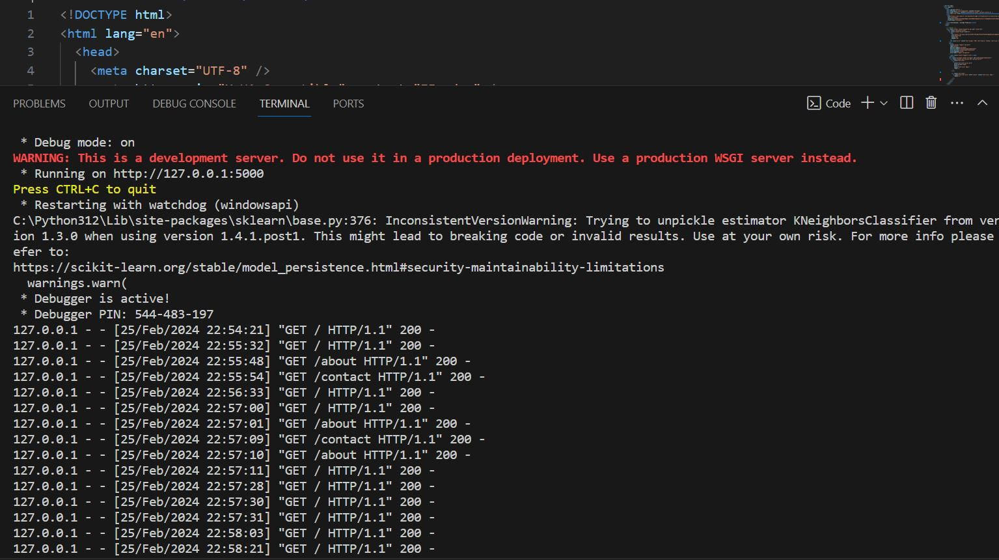 1 <!DOCTYPE html>
2 <html lang="en">
3 <head>
4 <meta charset="UTF-8" />
PROBLEMS OUTPUT DEBUG CONSOLE TERMINAL PORTS Code
* Debug mode: on
WARNING: This is a development server. Do not use it in a production deployment. Use a production WSGI server instead.
* Running on http://127.0.0.1:5000
Press CTRL+C to quit
* Restarting with watchdog (windowsapi)
C:\Python312\Lib\site-packages\sklearn\base.py:376: InconsistentVersionWarning: Trying to unpickle estimator KNeighborsClassifier from ver
ion 1.3.0 when using version 1.4.1.post1. This might lead to breaking code or invalid results. Use at your own risk. For more info please
efer to:
https://scikit-learn.org/stable/model_persistence.html#security-maintainability-limitations
warnings.warn(
* Debugger is active!
* Debugger PIN: 544-483-197
127.0.0.1 - - [25/Feb/2024 22:54:21] "GET / HTTP/1.1" 200 -
127.0.0.1 - - [25/Feb/2024 22:55:32] "GET / HTTP/1.1" 200 -
127.0.0.1 - - [25/Feb/2024 22:55:48] "GET /about HTTP/1.1" 200 -
127.0.0.1 - - [25/Feb/2024 22:55:54] "GET /contact HTTP/1.1" 200 -
127.0.0.1 - - [25/Feb/2024 22:56:33] "GET / HTTP/1.1" 200 -
127.0.0.1 - - [25/Feb/2024 22:57:00] "GET / HTTP/1.1" 200 -
127.0.0.1 - - [25/Feb/2024 22:57:01] "GET /about HTTP/1.1" 200 -
127.0.0.1 - - [25/Feb/2024 22:57:09] "GET /contact HTTP/1.1" 200 -
127.0.0.1 - - [25/Feb/2024 22:57:10] "GET /about HTTP/1.1" 200 -
127.0.0.1 - - [25/Feb/2024 22:57:11] "GET / HTTP/1.1" 200 -
127.0.0.1 - - [25/Feb/2024 22:57:28] "GET / HTTP/1.1" 200 -
127.0.0.1 - - [25/Feb/2024 22:57:30] "GET / HTTP/1.1" 200 -
127.0.0.1 - - [25/Feb/2024 22:57:31] "GET / HTTP/1.1" 200 -
127.0.0.1 - - [25/Feb/2024 22:58:03] "GET / HTTP/1.1" 200 -
127.0.0.1 - - [25/Feb/2024 22:58:21] "GET / HTTP/1.1" 200 -